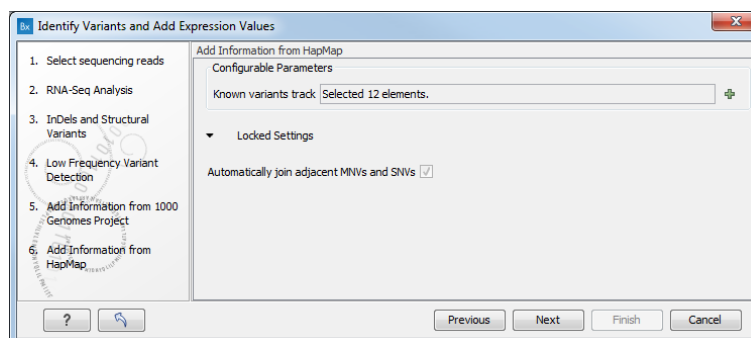 Bx Identify Variants and Add Expression Values
x
1. Select sequencing reads
2. RNA-Seq Analysis
3. InDels and Structural
Variants
4. Low Frequency Variant
Detection
5. Add Information from 1000
Genomes Project
6. Add Information from
HapMap
Add Information from HapMap
Configurable Parameters
Known variants track Selected 12 elements.
Locked Settings
Automatically join adjacent MNVs and SNVs
?
Previous Next Finish Cancel